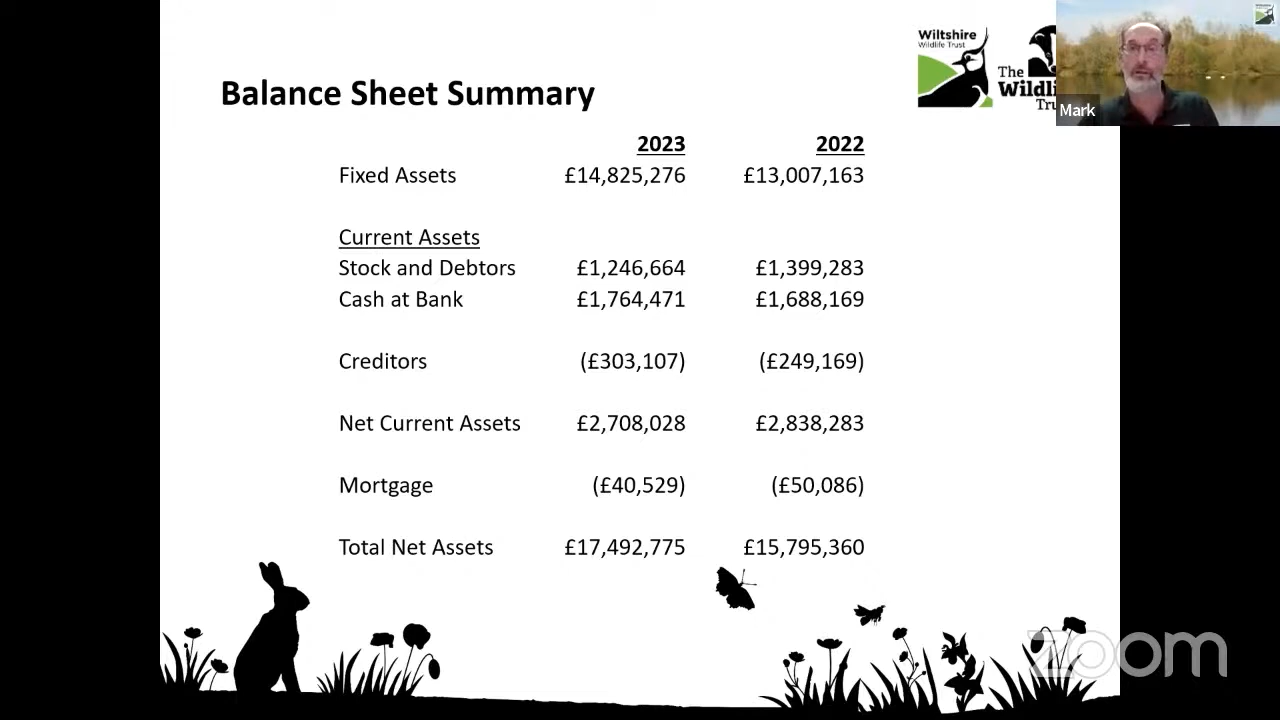 Wiltshire
Wildlife Trust
The
Wildli
Tru
Mark
Balance Sheet Summary
2023 2022
Fixed Assets £14,825,276 £13,007,163
Current Assets
Stock and Debtors £1,246,664 £1,399,283
Cash at Bank £1,764,471 £1,688,169
Creditors (£303,107) (£249,169)
Net Current Assets £2,708,028 £2,838,283
Mortgage (£40,529) (£50,086)
Total Net Assets £17,492,775 £15,795,360
zoom